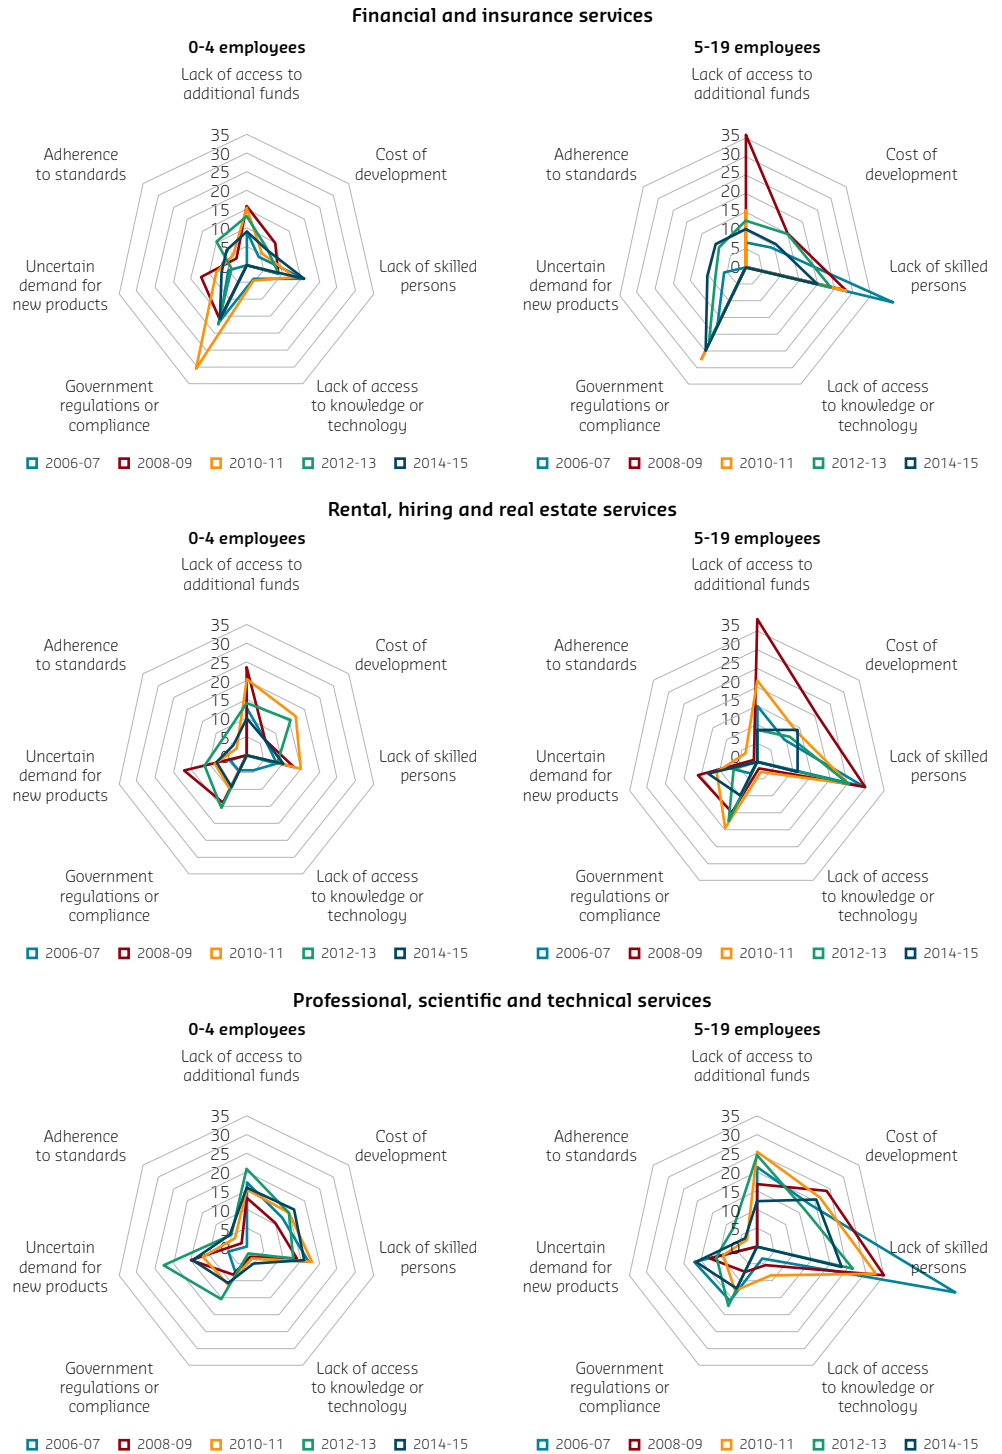 Financial and insurance services
0-4 employees
Lack of access to
additional funds
35
30
25
20
15
10
5
0
Adherence
to standards
Cost of
development
Uncertain
demand for
new products
Lack of skilled
persons
Government
regulations or
compliance
Lack of access
to knowledge or
technology
2006-07 2008-09 2010-11 2012-13 2014-15
5-19 employees
Lack of access to
additional funds
35
30
25
20
15
10
5
0
Adherence
to standards
Cost of
development
Uncertain
demand for
new products
Lack of skilled
persons
Government
regulations or
compliance
Lack of access
to knowledge or
technology
2006-07 2008-09 2010-11 2012-13 2014-15
Rental, hiring and real estate services
0-4 employees
Lack of access to
additional funds
35
30
25
20
15
10
5
0
Adherence
to standards
Cost of
development
Uncertain
demand for
new products
Lack of skilled
persons
Government
regulations or
compliance
Lack of access
to knowledge or
technology
2006-07 2008-09 2010-11 2012-13 2014-15
5-19 employees
Lack of access to
additional funds
35
30
25
20
15
10
5
0
Adherence
to standards
Cost of
development
Uncertain
demand for
new products
Lack of skilled
persons
Government
regulations or
compliance
Lack of access
to knowledge or
technology
2006-07 2008-09 2010-11 2012-13 2014-15
Professional, scientific and technical services
0-4 employees
Lack of access to
additional funds
35
30
25
20
15
10
5
0
Adherence
to standards
Cost of
development
Uncertain
demand for
new products
Lack of skilled
persons
Government
regulations or
compliance
Lack of access
to knowledge or
technology
2006-07 2008-09 2010-11 2012-13 2014-15
5-19 employees
Lack of access to
additional funds
35
30
25
20
15
10
5
0
Adherence
to standards
Cost of
development
Uncertain
demand for
new products
Lack of skilled
persons
Government
regulations or
compliance
Lack of access
to knowledge or
technology
2006-07 2008-09 2010-11 2012-13 2014-15